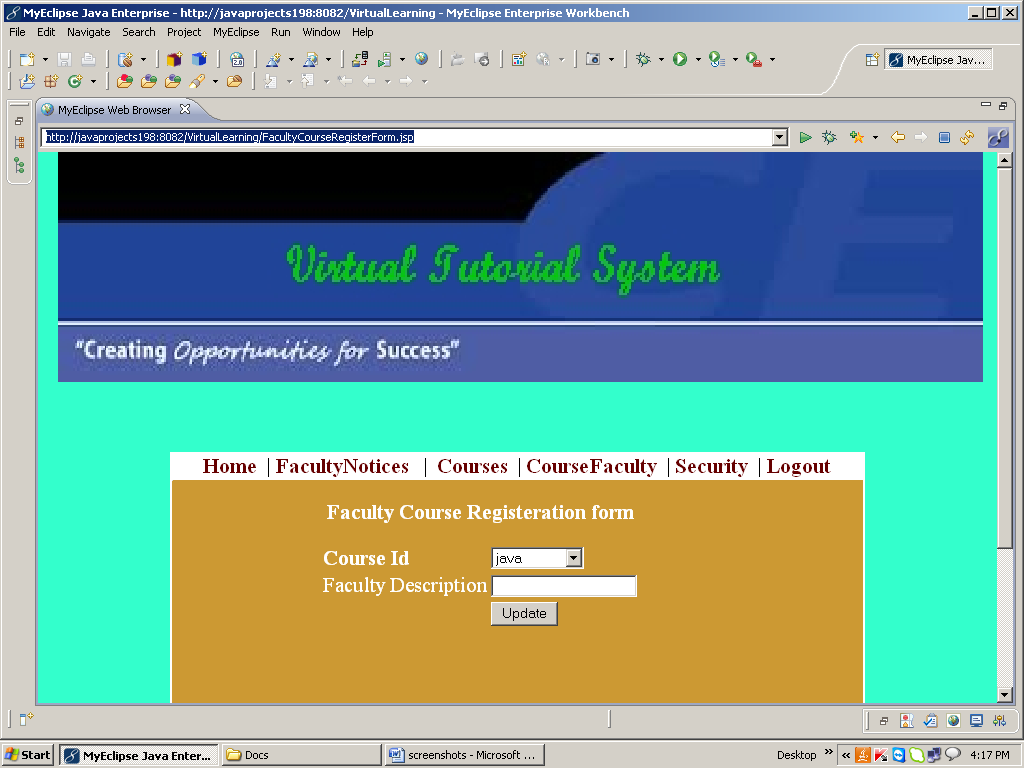 MyEclipse Java Enterprise - http://javaprojects198:8082/VirtualLearning - MyEclipse Enterprise Workbench
File Edit Navigate Search Project MyEclipse Run Window Help
2.0
MyEclipse Jav...
MyEclipse Web Browser
http://javaprojects198:8082/VirtualLearning/FacultyCourseRegisterForm.jsp
CE
Virtual Tutorial System
"Creating Opportunities for Success"
Home | FacultyNotices | Courses | CourseFaculty | Security | Logout
Faculty Course Registeration form
Course Id java
Faculty Description
Update
Start MyEclipse Java Enter... Docs screenshots - Microsoft ... Desktop » « 4:17 PM